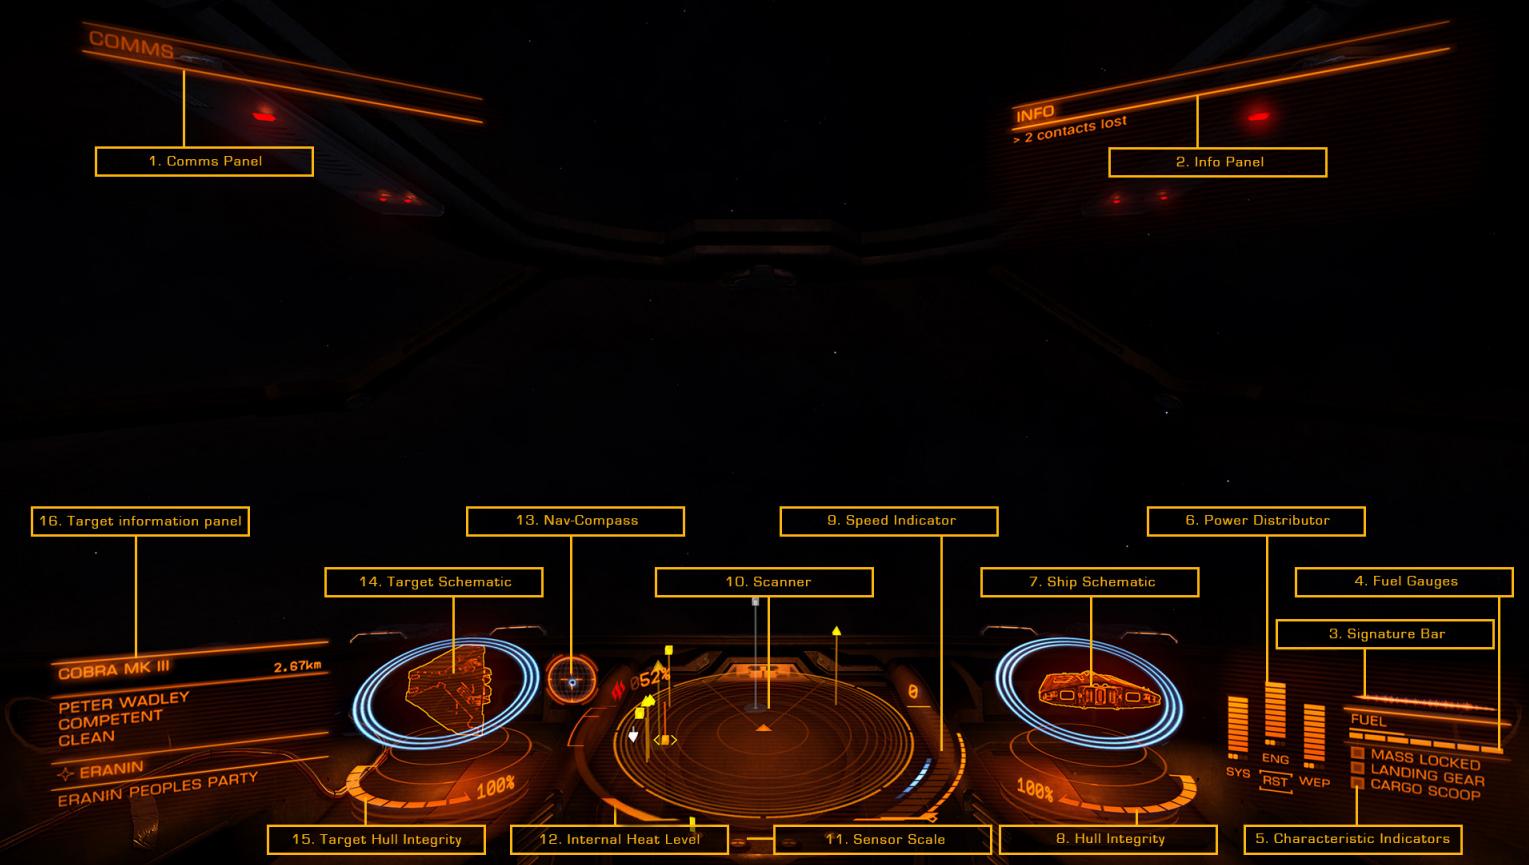 COMMS
INFO
> 2 contacts lost
1. Comms Panel
2. Info Panel
16. Target information panel
13. Nav-Compass
9. Speed Indicator
6. Power Distributor
14. Target Schematic
10. Scanner
7. Ship Schematic
4. Fuel Gauges
3. Signature Bar
COBRA MK III
2.67km
PETER WADLEY
COMPETENT
CLEAN
ERANIN
ERANIN PEOPLES PARTY
100%
052%
0
100%
SYS
ENG
RST
WEP
FUEL
MASS LOCKED
LANDING GEAR
CARGO SCOOP
15. Target Hull Integrity
12. Internal Heat Level
11. Sensor Scale
8. Hull Integrity
5. Characteristic Indicators